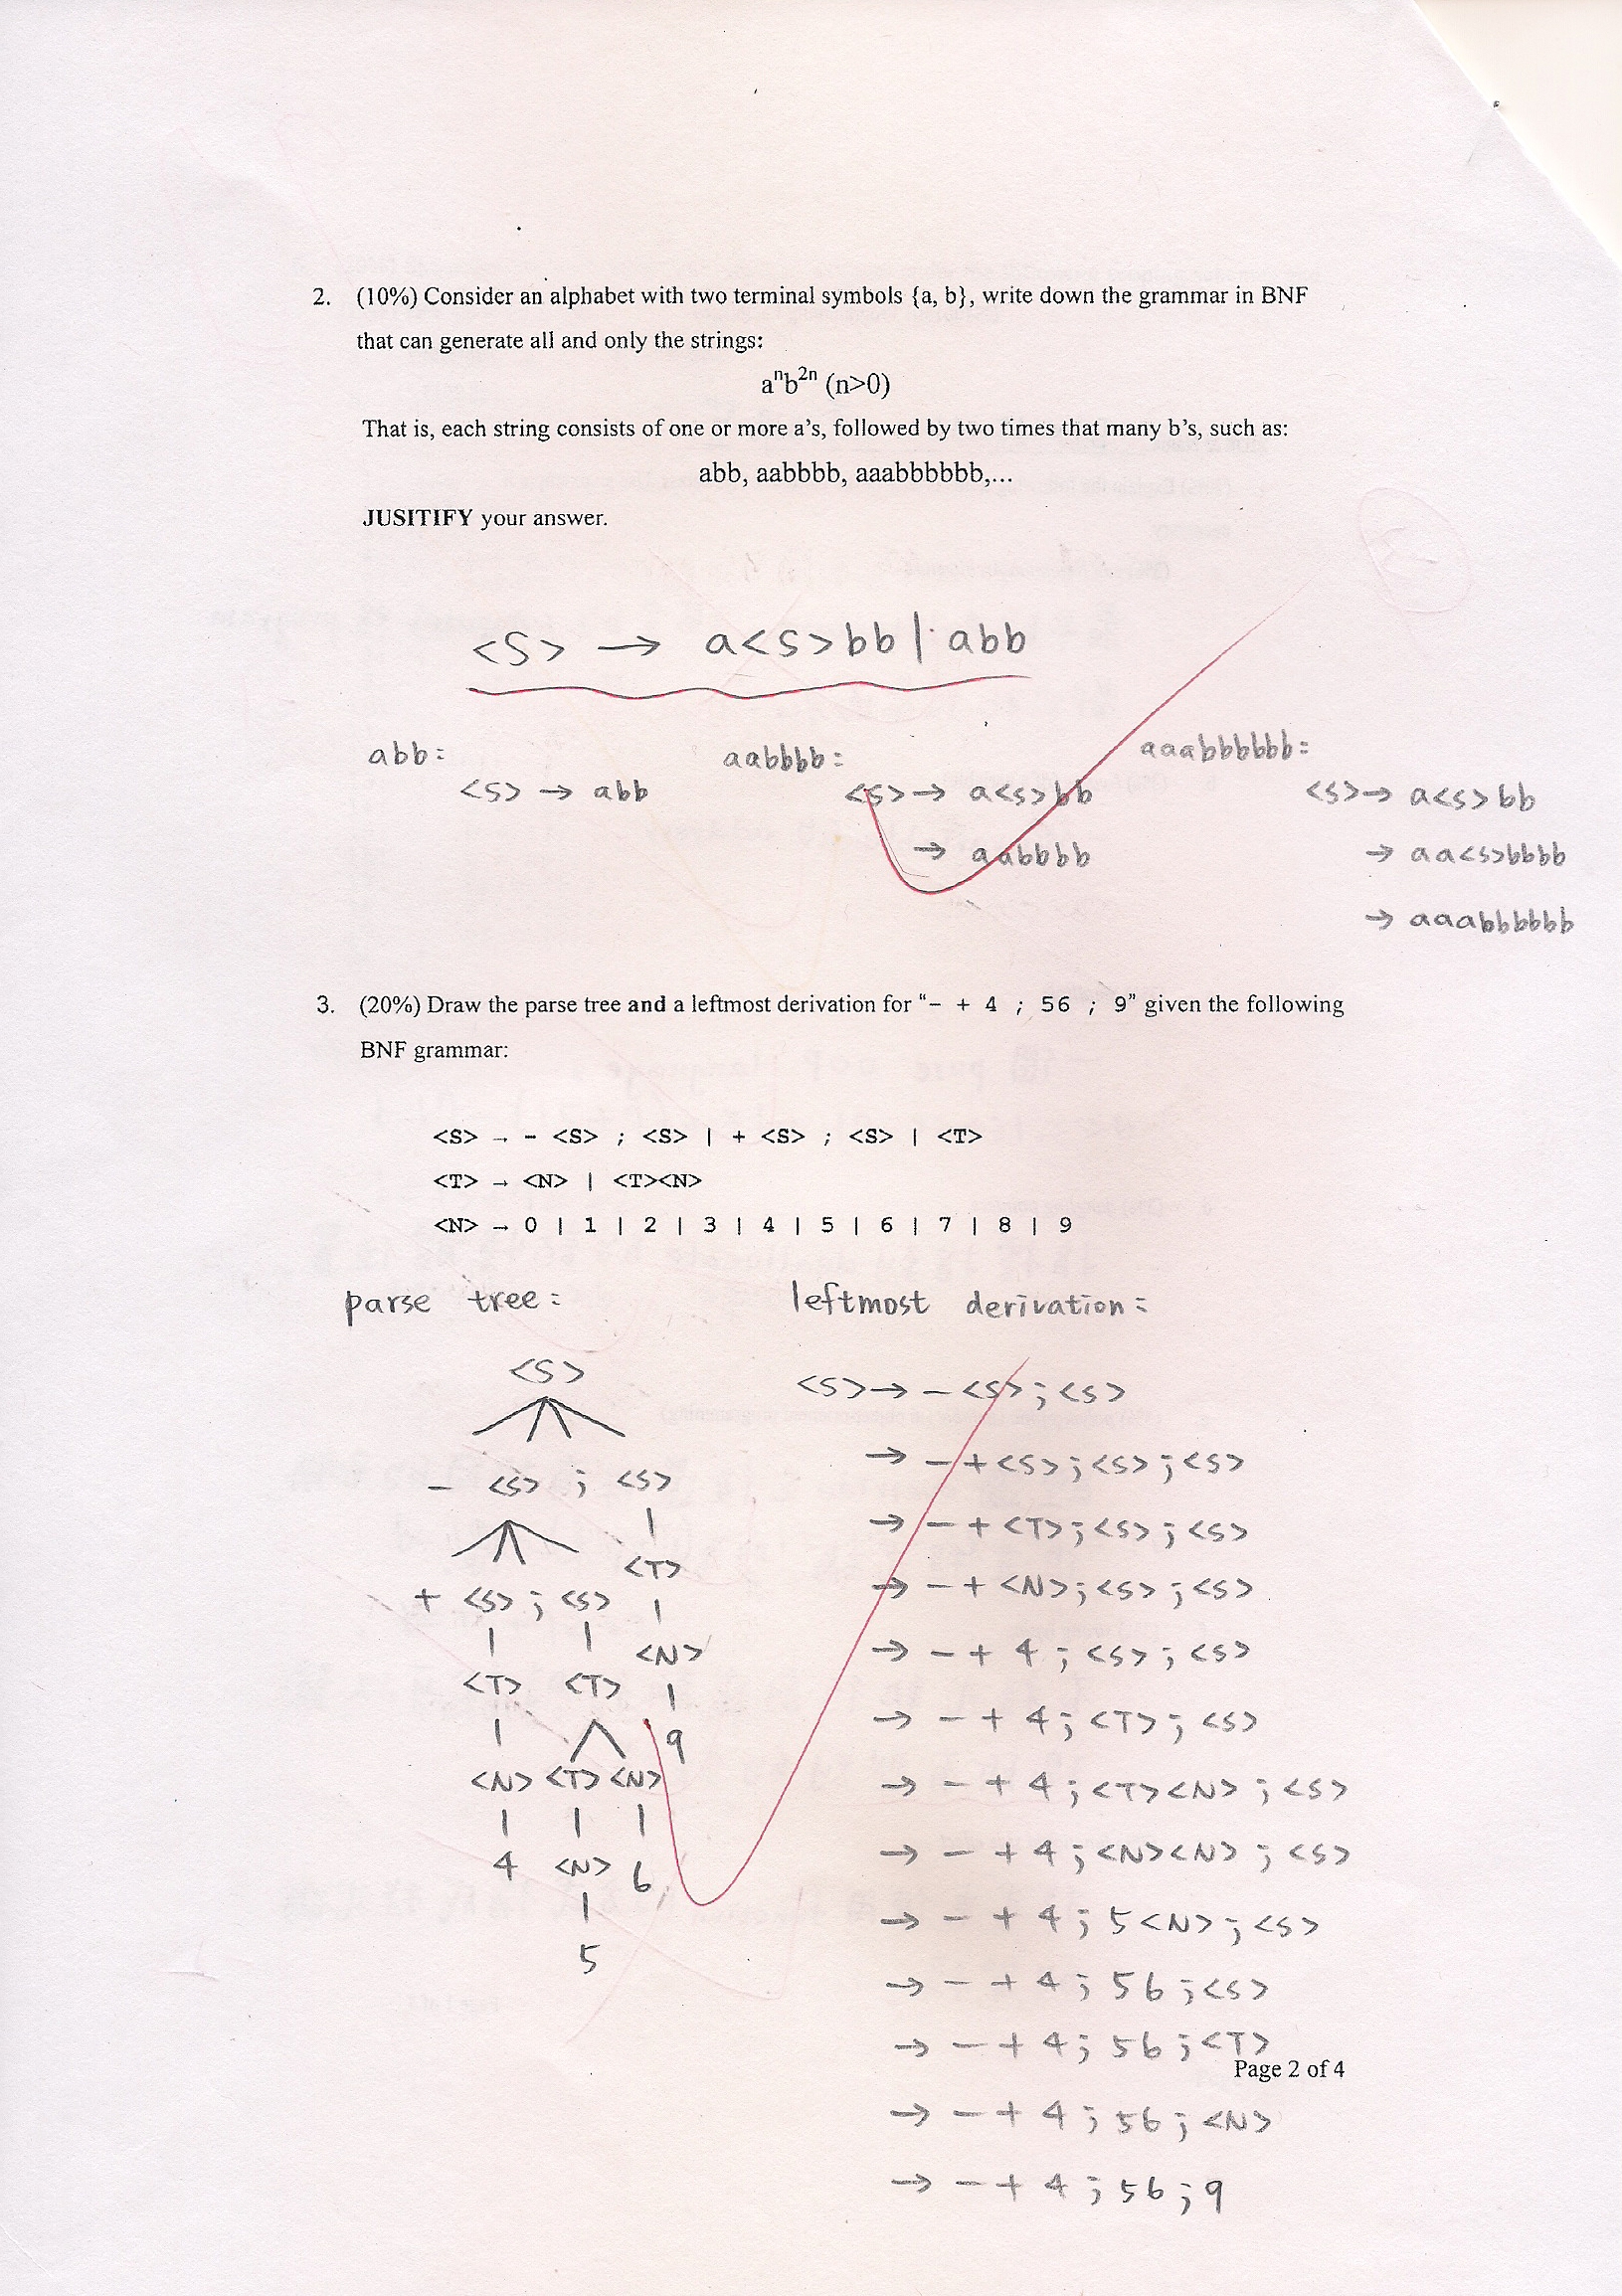 2. (10%) Consider an alphabet with two terminal symbols {a, b}, write down the grammar in BNF
that can generate all and only the strings:
aⁿb²ⁿ (n>0)
That is, each string consists of one or more a's, followed by two times that many b's, such as:
abb, aabbbb, aaabbbbbb,...
JUSITIFY your answer.
<S> → a<S>bb | abb
abb:
<S> → abb
aabbbb:
<S> → a<S>bb
→ aabbbb
aaabbbbbb:
<S> → a<S>bb
→ aa<S>bbbb
→ aaabbbbbb
3. (20%) Draw the parse tree and a leftmost derivation for "- + 4 ; 56 ; 9" given the following
BNF grammar:
<S> → - <S> ; <S> | + <S> ; <S> | <T>
<T> → <N> | <T><N>
<N> → 0 | 1 | 2 | 3 | 4 | 5 | 6 | 7 | 8 | 9
parse tree:
<S>
- <S> ; <S>
<T>
+ <S> ; <S>
<N>
<T> <T>
9
<N> <T> <N>
4 <N> 6
5
leftmost derivation:
<S> → - <S> ; <S>
→ - + <S> ; <S> ; <S>
→ - + <T> ; <S> ; <S>
→ - + <N> ; <S> ; <S>
→ - + 4 ; <S> ; <S>
→ - + 4 ; <T> ; <S>
→ - + 4 ; <T><N> ; <S>
→ - + 4 ; <N><N> ; <S>
→ - + 4 ; 5<N> ; <S>
→ - + 4 ; 56 ; <S>
→ - + 4 ; 56 ; <T>
→ - + 4 ; 56 ; <N>
→ - + 4 ; 56 ; 9
Page 2 of 4